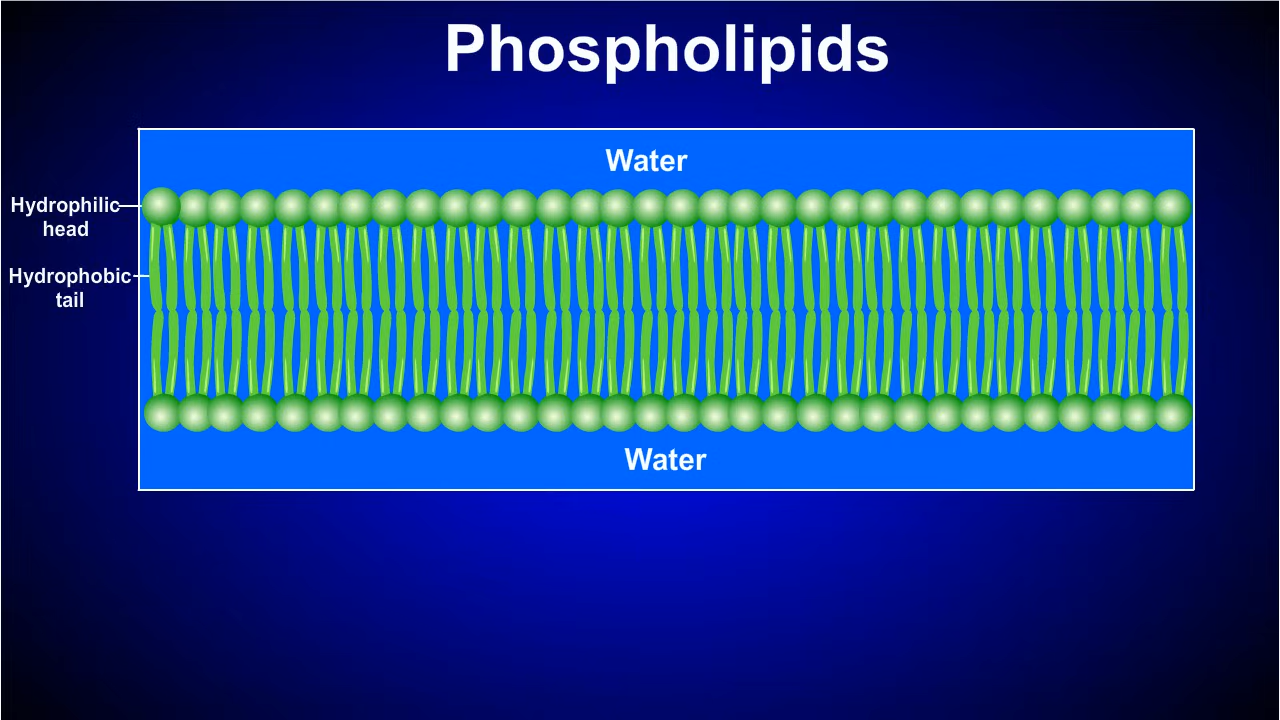 Phospholipids
Water
Hydrophilic
head
Hydrophobic
tail
Water